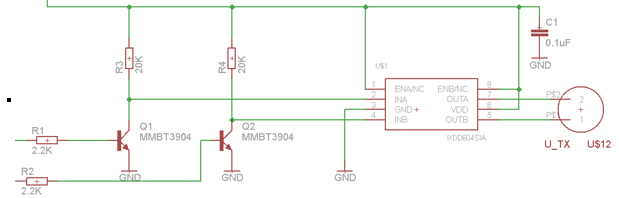 C1
0.1uF
GND
R3
20K
R4
20K
U$1
1
ENA/NC
ENB/NC
8
2
INA
OUTA
7
P$2
2
3
GND
VDD
6
4
INB
OUTB
5
P$1
1
IXDD604SIA
U_TX
U$12
R1
2.2K
Q1
MMBT3904
Q2
MMBT3904
R2
2.2K
GND
GND
GND